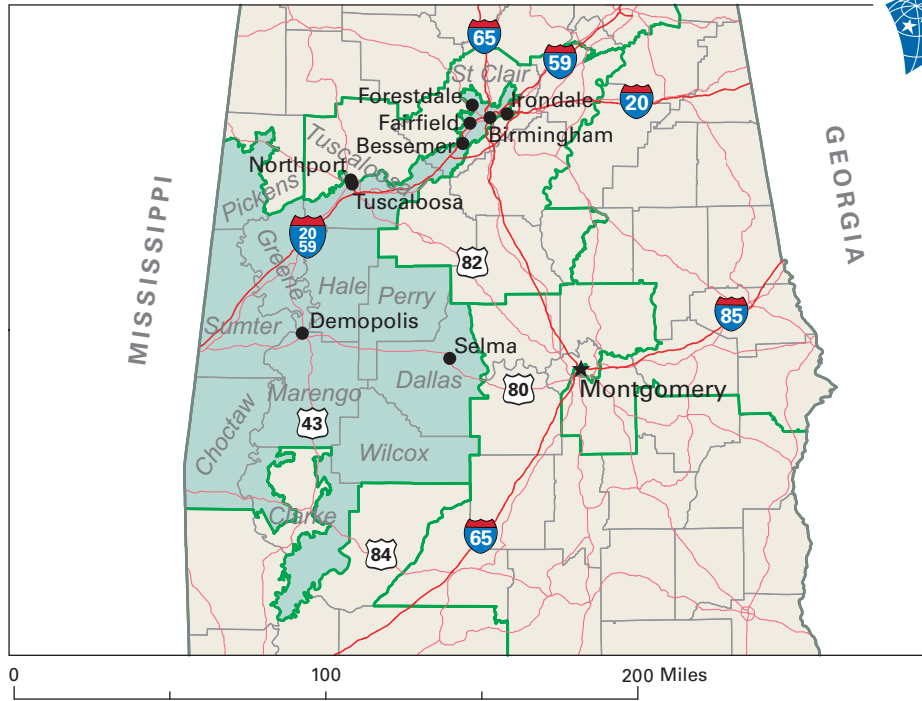 65
59
St Clair
20
Forestdale
Irondale
Fairfield
Birmingham
Bessemer
Tuscaloosa
Northport
Pickens
Tuscaloosa
GEORGIA
MISSISSIPPI
20
59
Greene
82
Hale
Perry
85
Sumter
Demopolis
Selma
Dallas
80
Montgomery
Marengo
43
Choctaw
Wilcox
Clarke
65
84
0
100
200 Miles